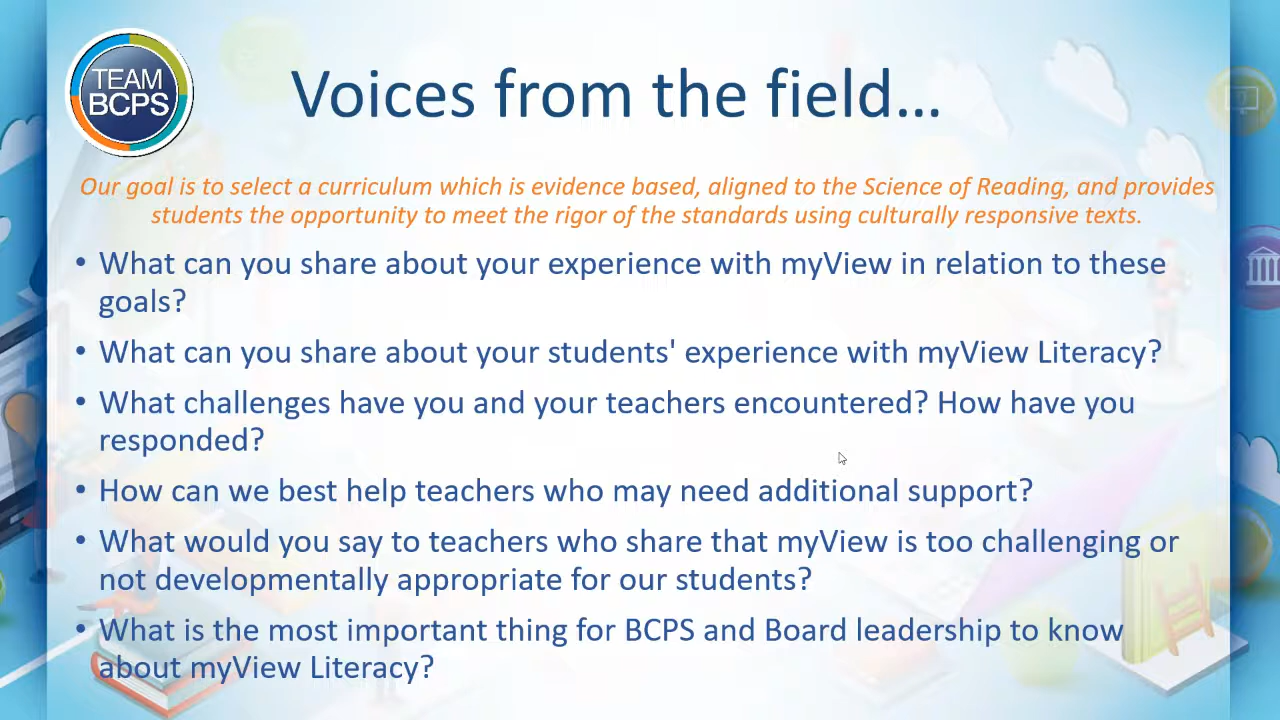 TEAM
BCPS
Voices from the field...
Our goal is to select a curriculum which is evidence based, aligned to the Science of Reading, and provides
students the opportunity to meet the rigor of the standards using culturally responsive texts.
• What can you share about your experience with myView in relation to these
goals?
• What can you share about your students' experience with myView Literacy?
• What challenges have you and your teachers encountered? How have you
responded?
• How can we best help teachers who may need additional support?
• What would you say to teachers who share that myView is too challenging or
not developmentally appropriate for our students?
• What is the most important thing for BCPS and Board leadership to know
about myView Literacy?